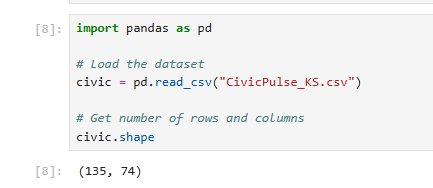 [8]: import pandas as pd
# Load the dataset
civic = pd.read_csv("CivicPulse_KS.csv")
# Get number of rows and columns
civic.shape
[8]: (135, 74)